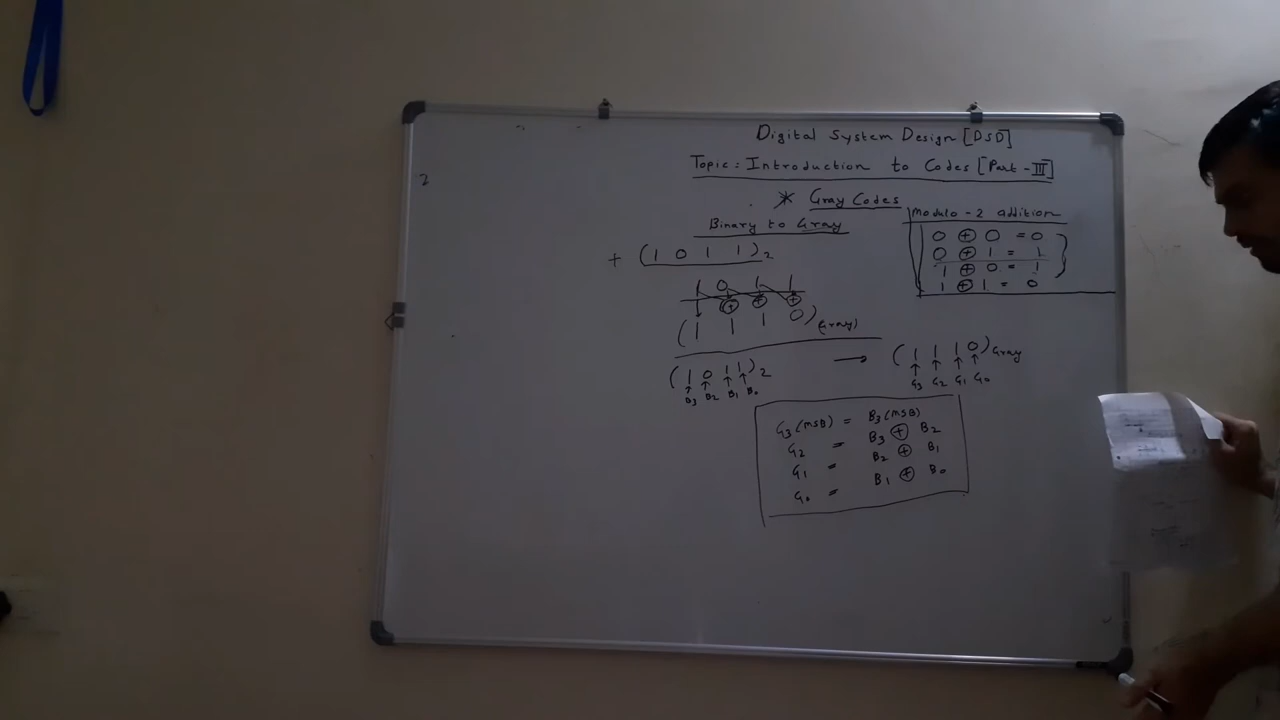 Digital System Design [DSD]
Topic: Introduction to Codes [Part - III]
* Gray Codes
Binary to Gray
+ (1 0 1 1)2
1 0 1 1
1 ⊕ ⊕ ⊕
(1 1 1 0)(Gray)
Modulo - 2 addition
0 ⊕ 0 = 0
0 ⊕ 1 = 1
1 ⊕ 0 = 1
1 ⊕ 1 = 0
(1 0 1 1)2 → (1 1 1 0)Gray
B3 B2 B1 B0 G3 G2 G1 G0
G3 (MSB) = B3 (MSB)
G2 = B3 ⊕ B2
G1 = B2 ⊕ B1
G0 = B1 ⊕ B0
2